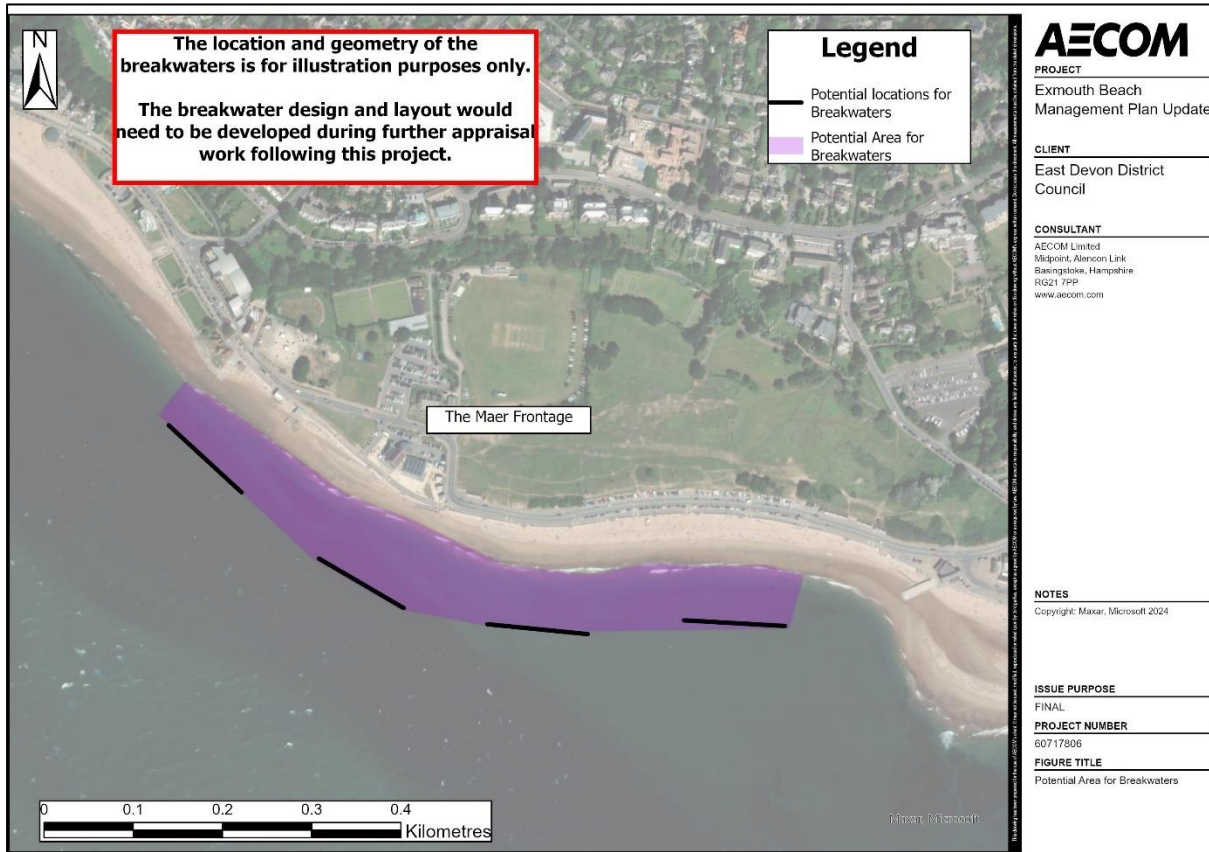 N
The location and geometry of the
breakwaters is for illustration purposes only.
The breakwater design and layout would
need to be developed during further appraisal
work following this project.
Legend
Potential locations for
Breakwaters
Potential Area for
Breakwaters
The Maer Frontage
0 0.1 0.2 0.3 0.4
Kilometres
Maxar, Microsoft
AECOM
PROJECT
Exmouth Beach
Management Plan Update
CLIENT
East Devon District
Council
CONSULTANT
AECOM Limited
Midpoint, Alencon Link
Basingstoke, Hampshire
RG21 7PP
www.aecom.com
NOTES
Copyright: Maxar, Microsoft 2024
ISSUE PURPOSE
FINAL
PROJECT NUMBER
60717806
FIGURE TITLE
Potential Area for Breakwaters